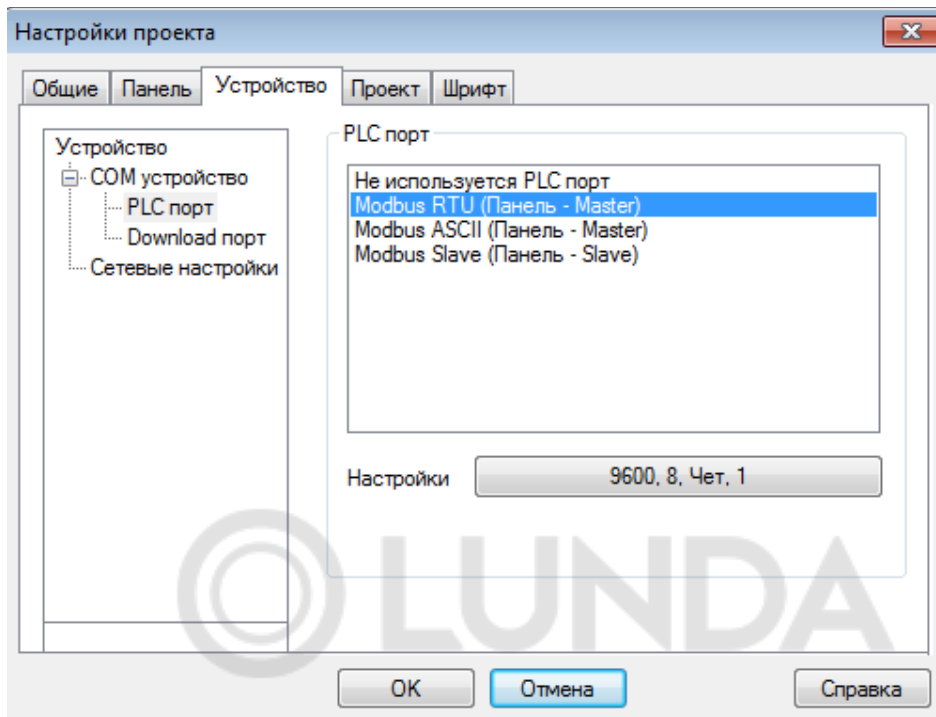 Настройки проекта
Общие Панель Устройство Проект Шрифт
Устройство
COM устройство
PLC порт
Download порт
Сетевые настройки
PLC порт
Не используется PLC порт
Modbus RTU (Панель - Master)
Modbus ASCII (Панель - Master)
Modbus Slave (Панель - Slave)
Настройки 9600, 8, Чет, 1
LUNDA
OK Отмена Справка